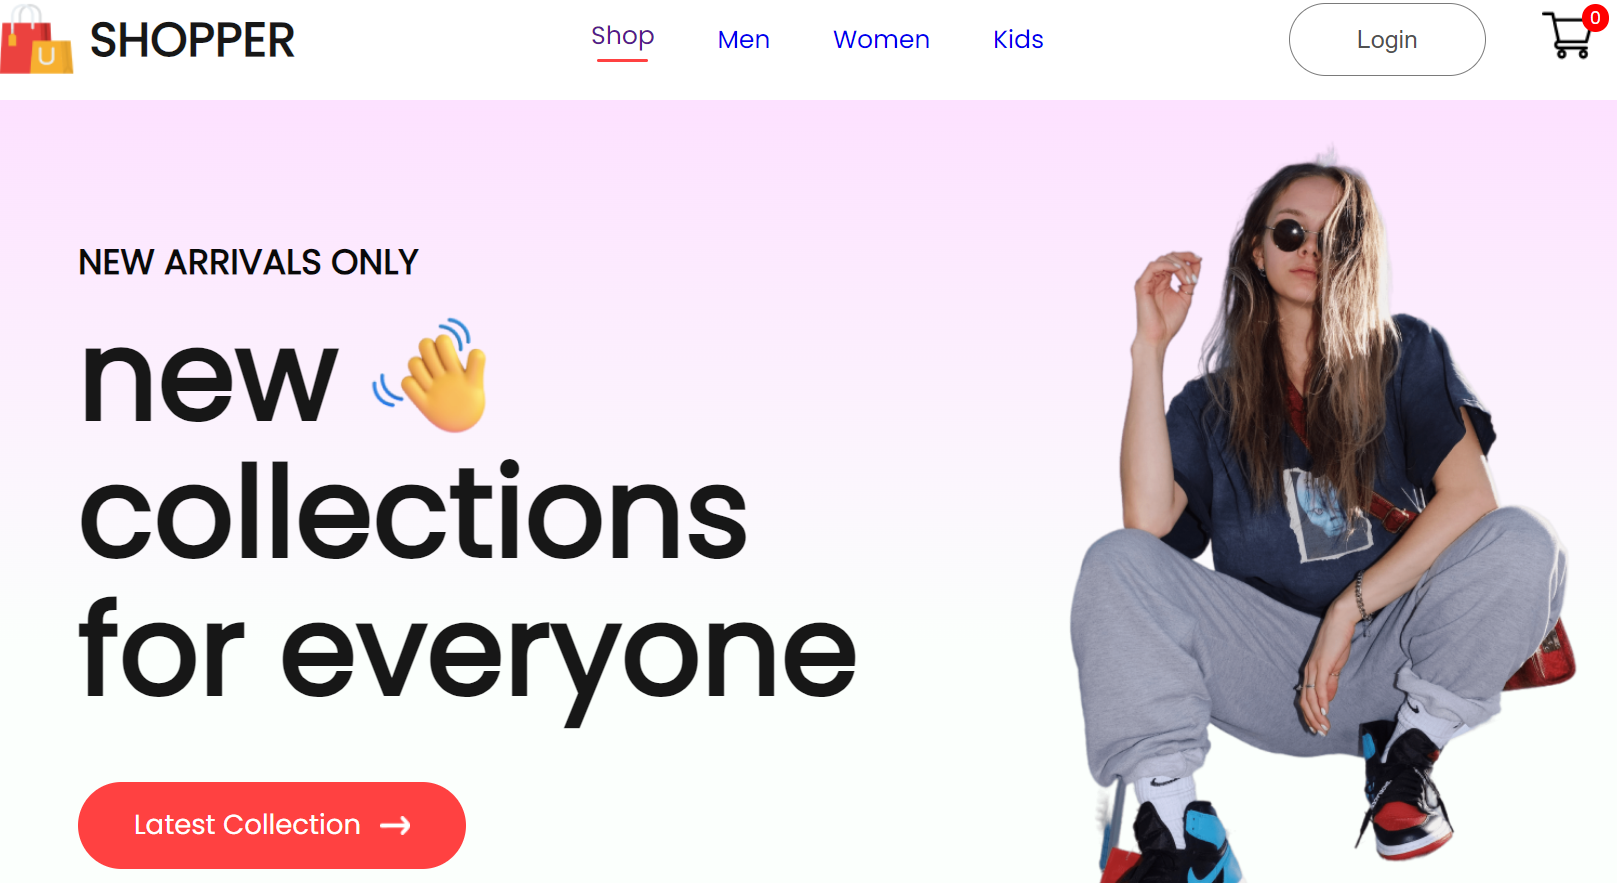 U
SHOPPER
Shop
Men
Women
Kids
Login
0
NEW ARRIVALS ONLY
new
collections
for everyone
Latest Collection →